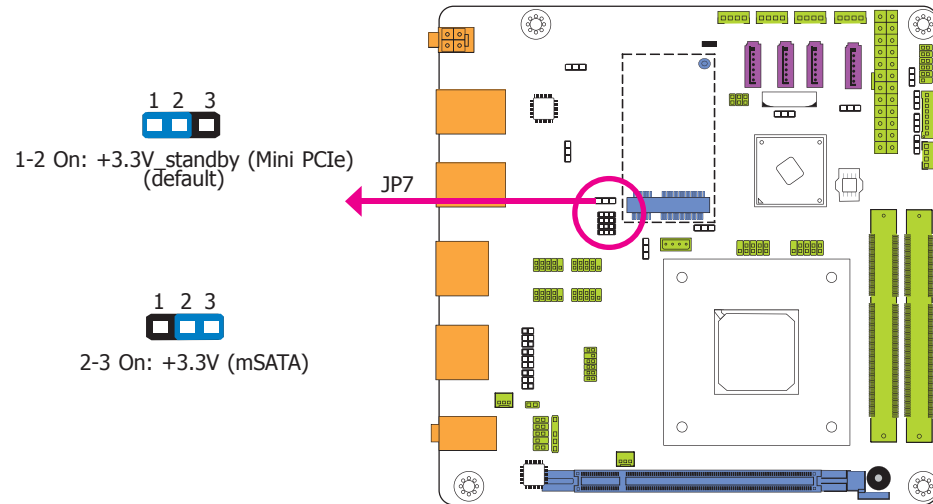 1 2 3
1-2 On: +3.3V_standby (Mini PCIe)
(default)
JP7
1 2 3
2-3 On: +3.3V (mSATA)